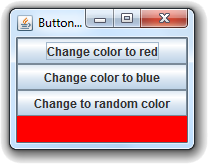 Button...
Change color to red
Change color to blue
Change to random color